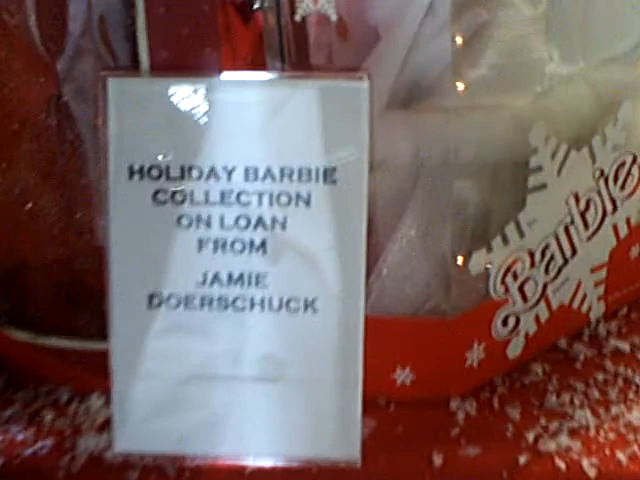 HOLIDAY BARBIE
COLLECTION
ON LOAN
FROM
JAMIE
DOERSCHUCK
Barbie